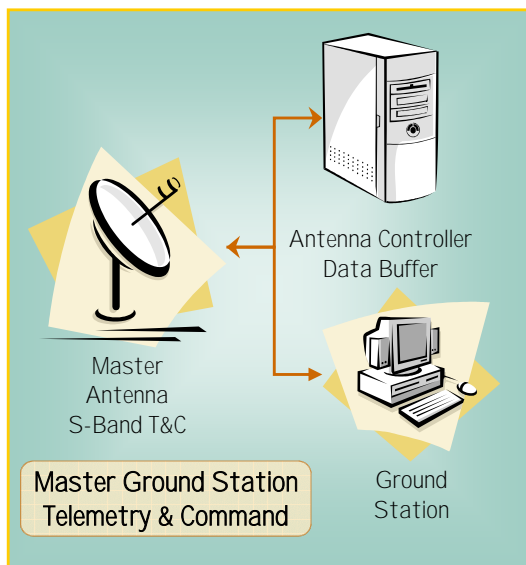 Antenna Controller
Data Buffer
Master
Antenna
S-Band T&C
Ground
Station
Master Ground Station
Telemetry & Command